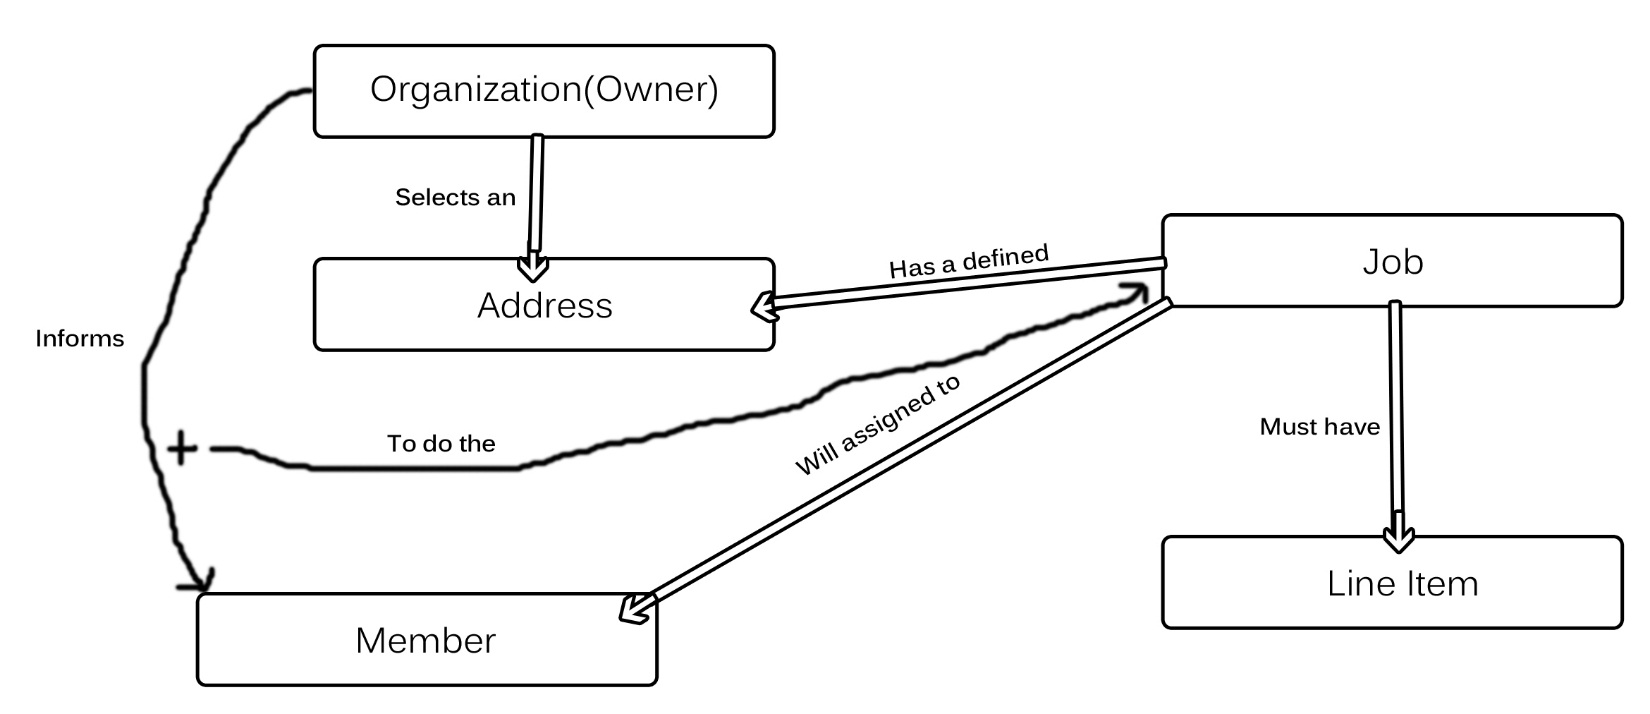 Organization(Owner)
Selects an
Has a defined
Job
Address
Informs
To do the
Will assigned to
Must have
+
Line Item
Member